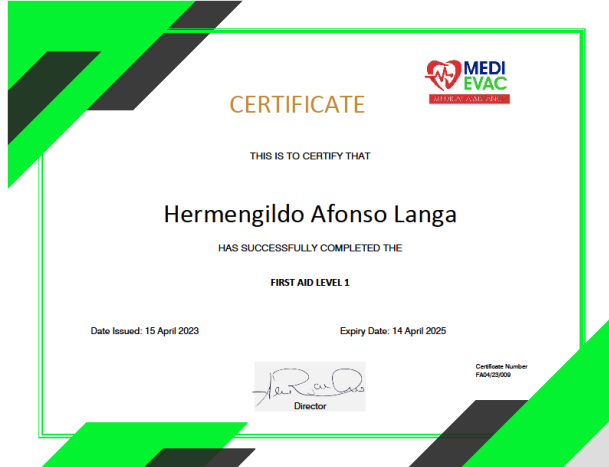 MEDI
EVAC
CERTIFICATE
THIS IS TO CERTIFY THAT
Hermengildo Afonso Langa
HAS SUCCESSFULLY COMPLETED THE
FIRST AID LEVEL 1
Date Issued: 15 April 2023
Expiry Date: 14 April 2025
Certificate Number
FA04/23/009
Director